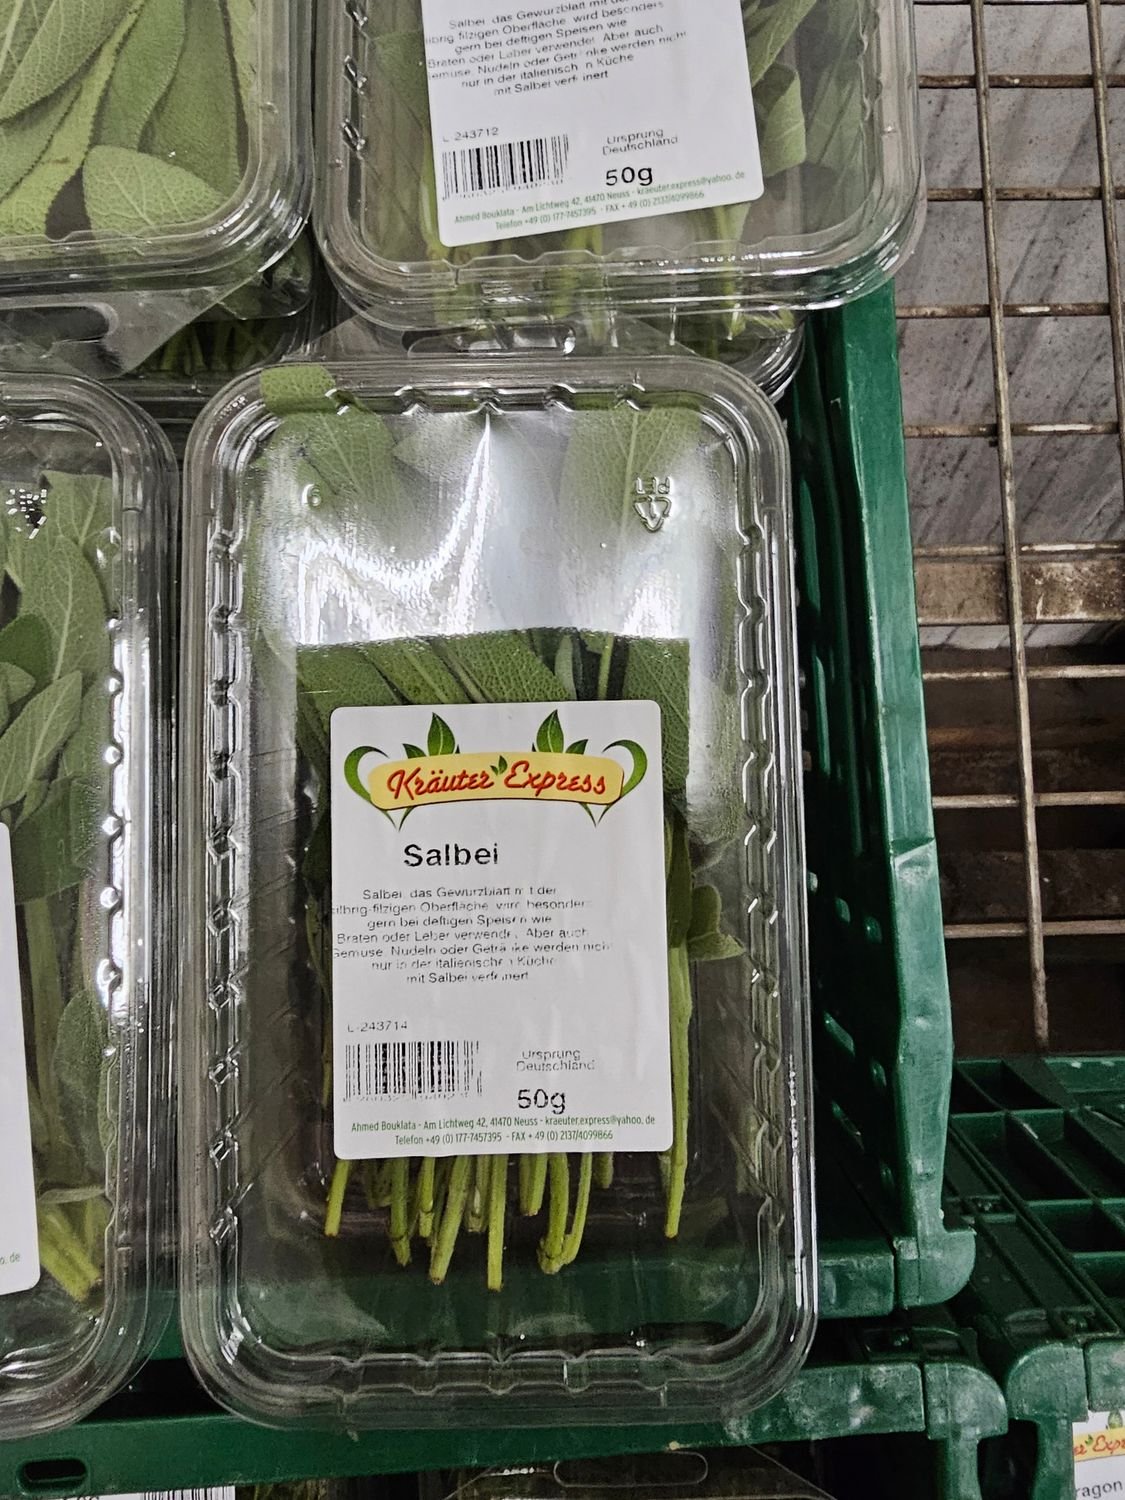 Salbei, das Gewürzblatt mit der
filzigen Oberfläche, wird besonders
gern bei deftigen Speisen wie
Braten oder Leber verwendet. Aber auch
Gemüse, Nudeln oder Getränke werden nicht
nur in der italienischen Küche
mit Salbei verfeinert
L-243712
Ursprung
Deutschland
50g
Ahmed Bouklata - Am Lichtweg 42, 41470 Neuss - kraeuter.express@yahoo. de
Telefon +49 (0) 177-7457395 - FAX + 49 (0) 2137/4099866
6
PET
Kräuter Express
Salbei
Salbei, das Gewürzblatt mit der
silbrig-filzigen Oberfläche, wird besonders
gern bei deftigen Speisen wie
Braten oder Leber verwendet. Aber auch
Gemüse, Nudeln oder Getränke werden nicht
nur in der italienischen Küche
mit Salbei verfeinert
L-243714
Ursprung
Deutschland
50g
Ahmed Bouklata - Am Lichtweg 42, 41470 Neuss - kraeuter.express@yahoo. de
Telefon +49 (0) 177-7457395 - FAX + 49 (0) 2137/4099866
o. de